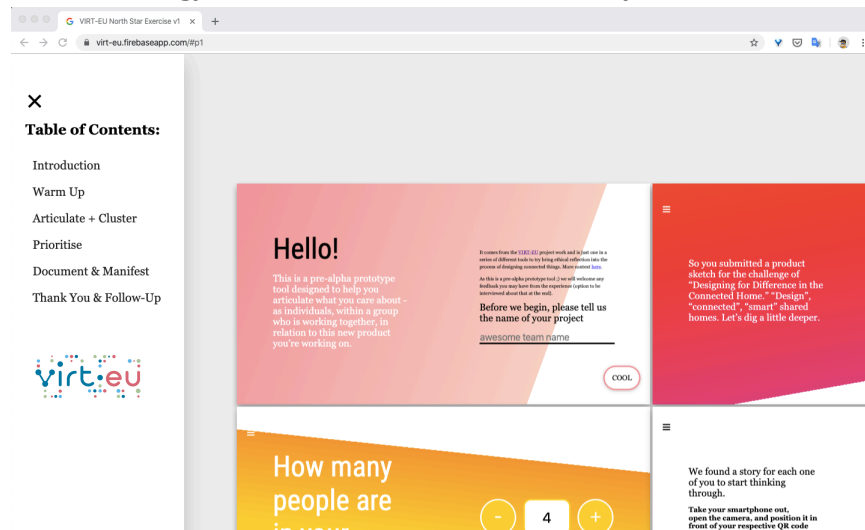 VIRT-EU North Star Exercise v1
virt-eu.firebaseapp.com/#p1
Table of Contents:
Introduction
Warm Up
Articulate + Cluster
Prioritise
Document & Manifest
Thank You & Follow-Up
virt:eu
Hello!
This is a pre-alpha prototype
tool designed to help you
articulate what you care about -
as individuals, within a group
who is working together, in
relation to this new product
you're working on.
It comes from the VIRT-EU project work and is just one in a
series of different tools to try bring ethical reflection into the
process of designing connected things. More context here.
As this is a pre-alpha prototype tool ;) we will welcome any
feedback you may have from the experience (option to be
interviewed about that at the end).
Before we begin, please tell us
the name of your project
awesome team name
COOL
So you submitted a product
sketch for the challenge of
"Designing for Difference in the
Connected Home." "Design",
"connected", "smart" shared
homes. Let's dig a little deeper.
How many
people are
-
4
+
We found a story for each one
of you to start thinking
through.
Take your smartphone out,
open the camera, and position it in
front of your respective QR code